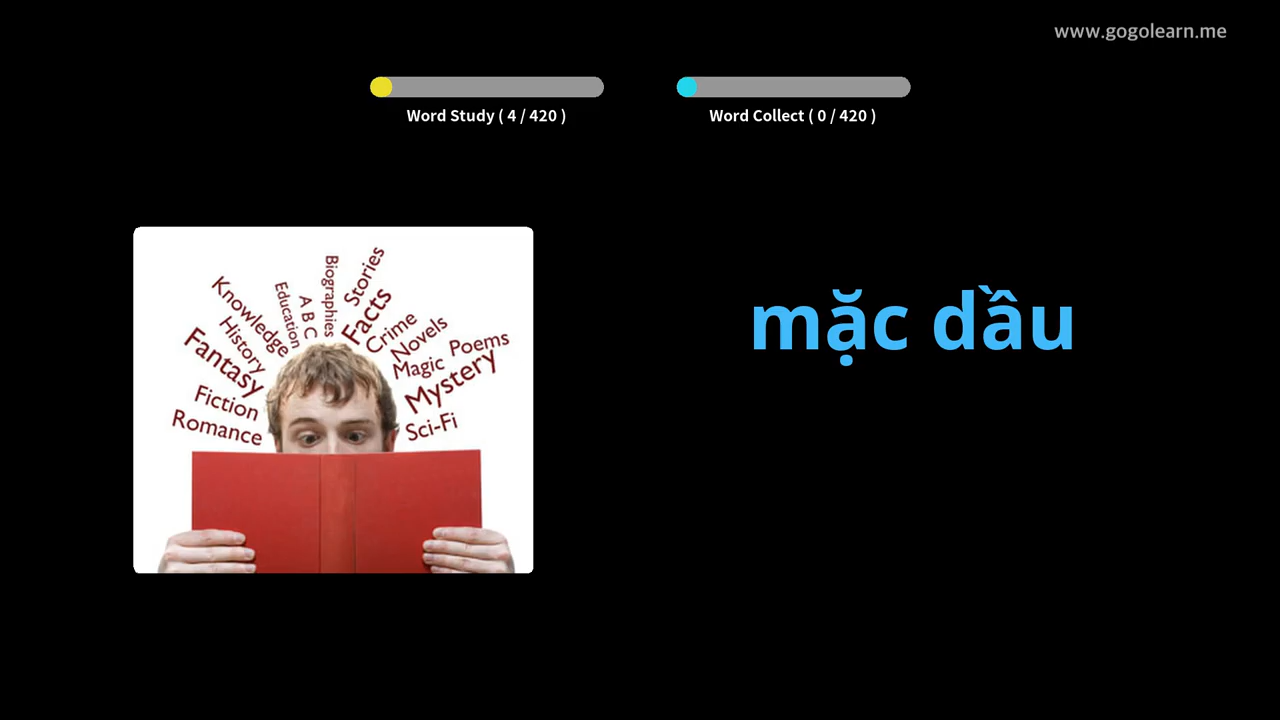 www.gogolearn.me
Word Study ( 4 / 420 )
Word Collect ( 0 / 420 )
mặc dầu
Biographies
Stories
Education
A B C
Facts
Knowledge
Crime
History
Novels
Fantasy
Magic
Poems
Mystery
Fiction
Romance
Sci-Fi